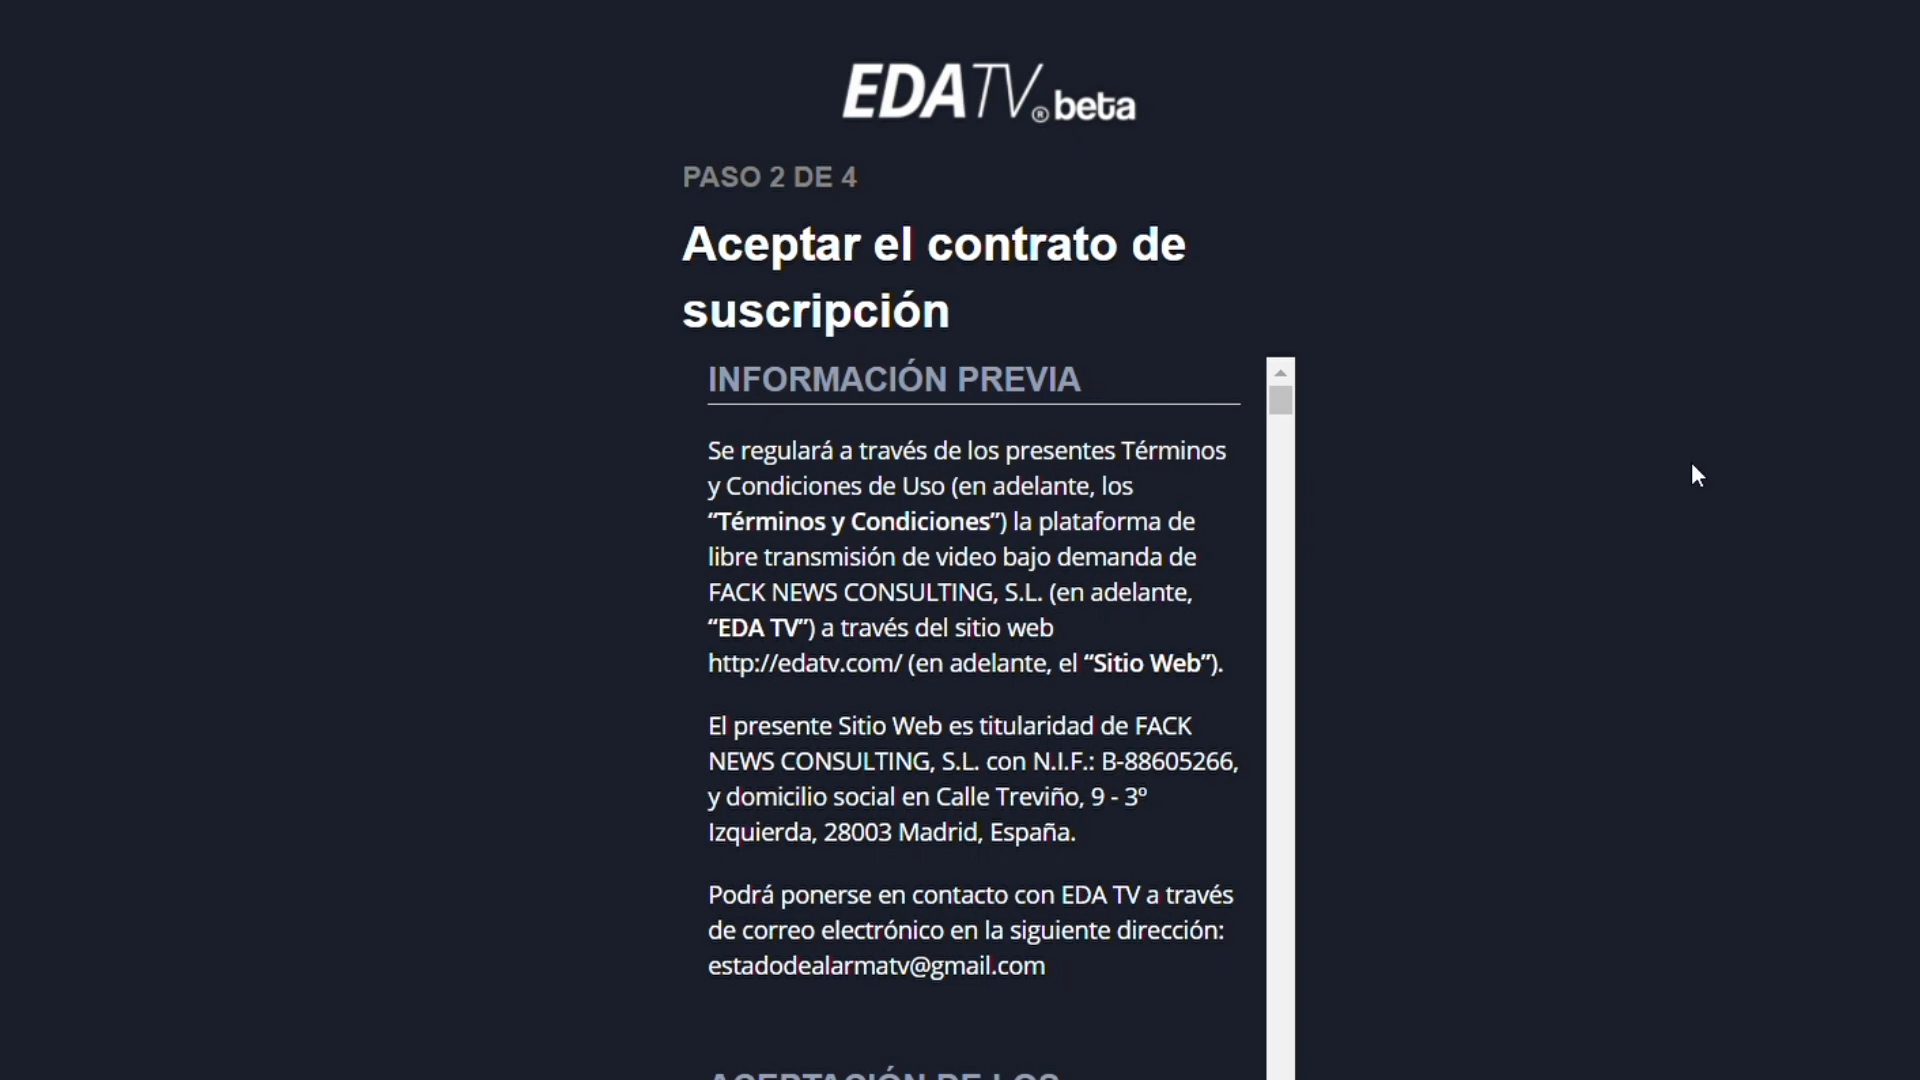 EDATV® beta
PASO 2 DE 4
Aceptar el contrato de
suscripción
INFORMACIÓN PREVIA
Se regulará a través de los presentes Términos
y Condiciones de Uso (en adelante, los
“Términos y Condiciones”) la plataforma de
libre transmisión de video bajo demanda de
FACK NEWS CONSULTING, S.L. (en adelante,
“EDA TV”) a través del sitio web
http://edatv.com/ (en adelante, el “Sitio Web”).
El presente Sitio Web es titularidad de FACK
NEWS CONSULTING, S.L. con N.I.F.: B-88605266,
y domicilio social en Calle Treviño, 9 - 3º
Izquierda, 28003 Madrid, España.
Podrá ponerse en contacto con EDA TV a través
de correo electrónico en la siguiente dirección:
estadodealarmatv@gmail.com
ACEPTACIÓN DE LOS